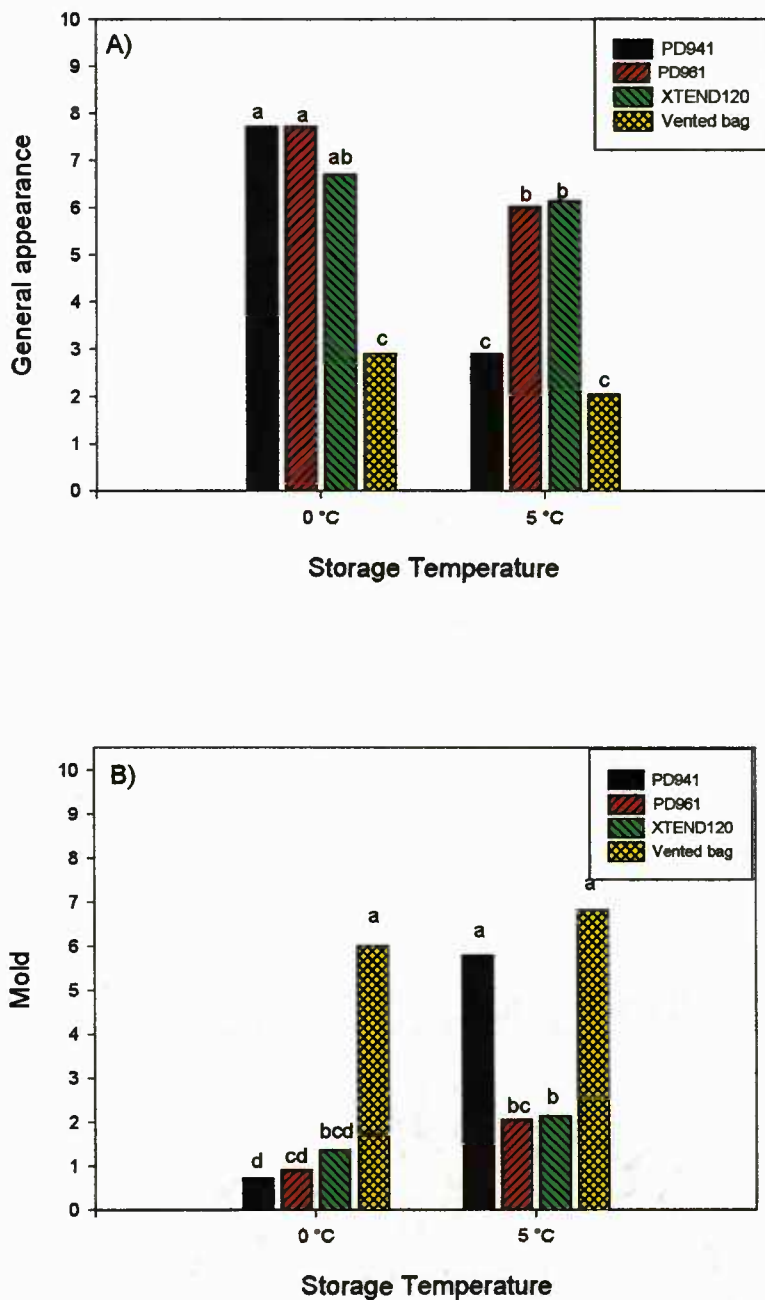 A)
PD941
PD961
XTEND120
Vented bag
General appearance
10
9
8
7
6
5
4
3
2
1
0
a
a
ab
c
c
b
b
c
0 °C
5 °C
Storage Temperature
B)
PD941
PD961
XTEND120
Vented bag
Mold
10
9
8
7
6
5
4
3
2
1
0
d
cd
bcd
a
a
bc
b
a
0 °C
5 °C
Storage Temperature